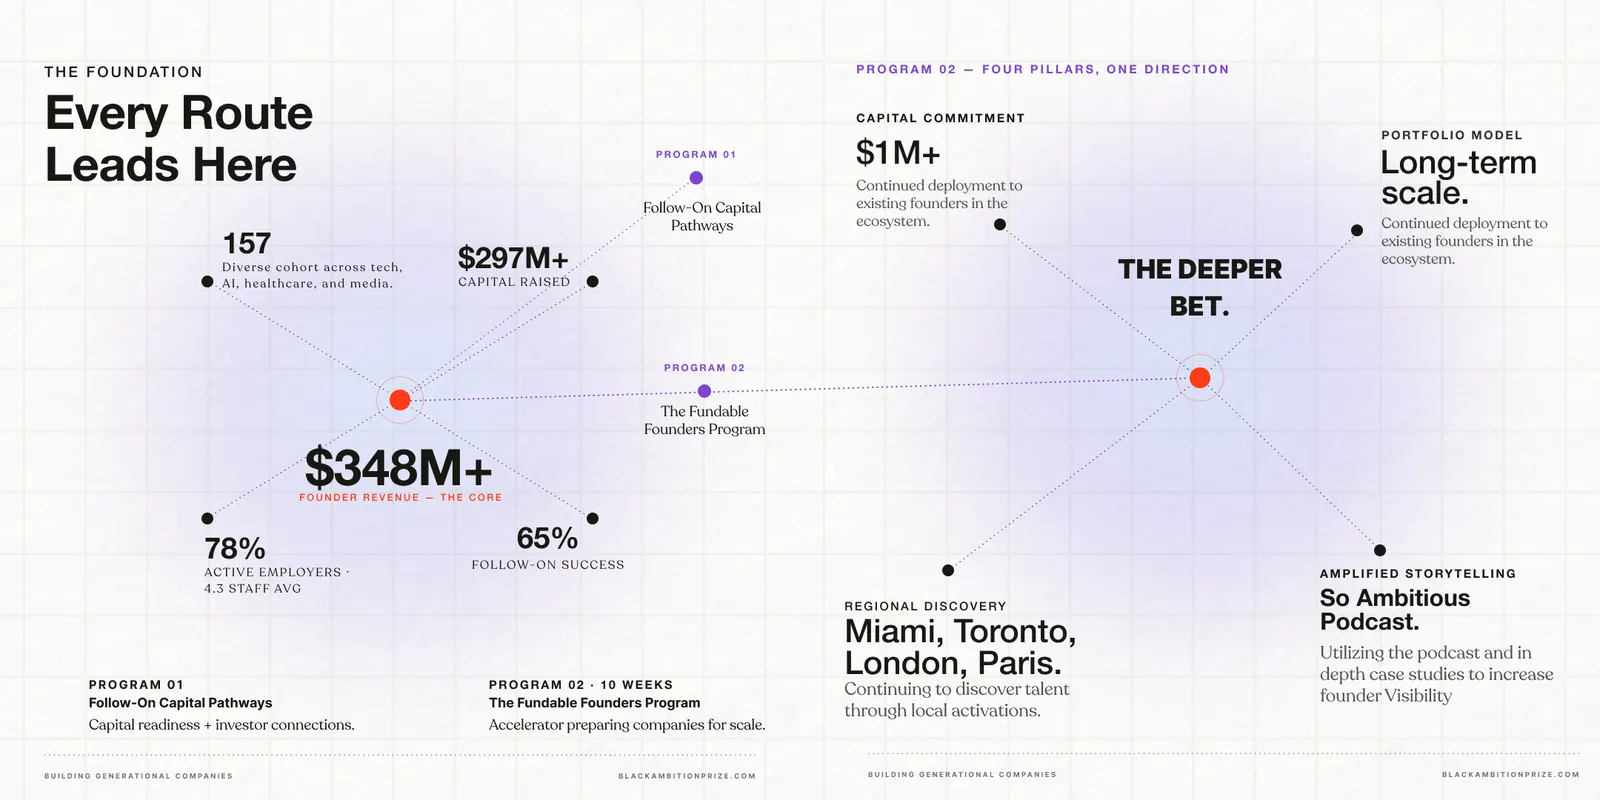 THE FOUNDATION
Every Route
Leads Here
PROGRAM 01
Follow-On Capital
Pathways
157
Diverse cohort across tech,
AI, healthcare, and media.
$297M+
CAPITAL RAISED
PROGRAM 02
The Fundable
Founders Program
$348M+
FOUNDER REVENUE — THE CORE
78%
ACTIVE EMPLOYERS ·
4.3 STAFF AVG
65%
FOLLOW-ON SUCCESS
PROGRAM 01
Follow-On Capital Pathways
Capital readiness + investor connections.
PROGRAM 02 · 10 WEEKS
The Fundable Founders Program
Accelerator preparing companies for scale.
BUILDING GENERATIONAL COMPANIES
BLACKAMBITIONPRIZE.COM
PROGRAM 02 — FOUR PILLARS, ONE DIRECTION
CAPITAL COMMITMENT
$1M+
Continued deployment to
existing founders in the
ecosystem.
PORTFOLIO MODEL
Long-term
scale.
Continued deployment to
existing founders in the
ecosystem.
THE DEEPER
BET.
REGIONAL DISCOVERY
Miami, Toronto,
London, Paris.
Continuing to discover talent
through local activations.
AMPLIFIED STORYTELLING
So Ambitious
Podcast.
Utilizing the podcast and in
depth case studies to increase
founder Visibility
BUILDING GENERATIONAL COMPANIES
BLACKAMBITIONPRIZE.COM